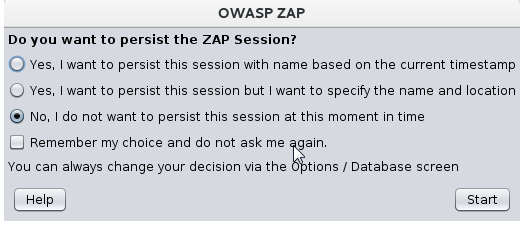 OWASP ZAP
Do you want to persist the ZAP Session?
Yes, I want to persist this session with name based on the current timestamp
Yes, I want to persist this session but I want to specify the name and location
No, I do not want to persist this session at this moment in time
Remember my choice and do not ask me again.
You can always change your decision via the Options / Database screen
Help
Start